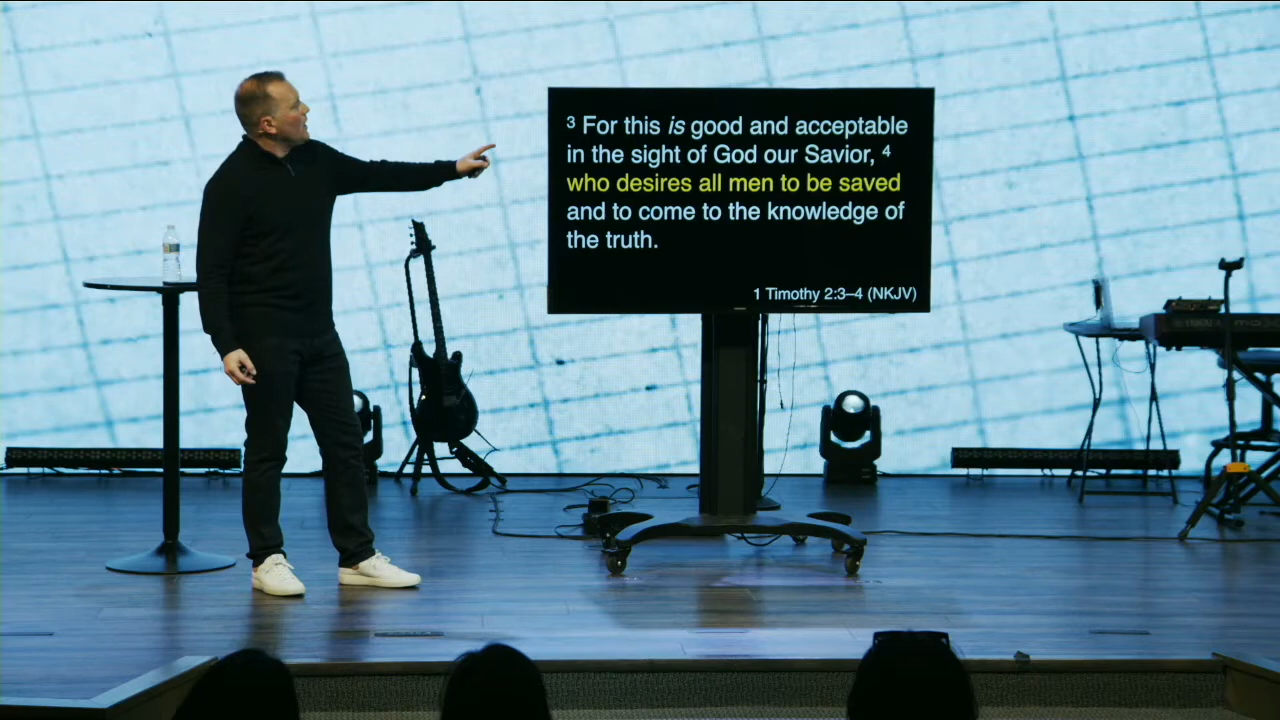 ³ For this is good and acceptable
in the sight of God our Savior, ⁴
who desires all men to be saved
and to come to the knowledge of
the truth.
1 Timothy 2:3–4 (NKJV)